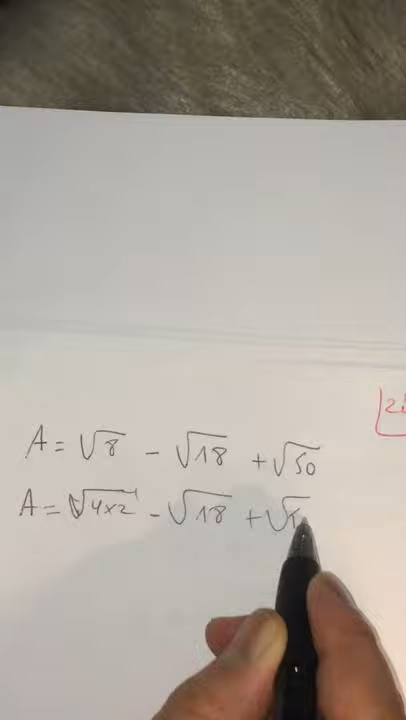 A = √8 - √18 + √50
A = √4×2 - √18 + √